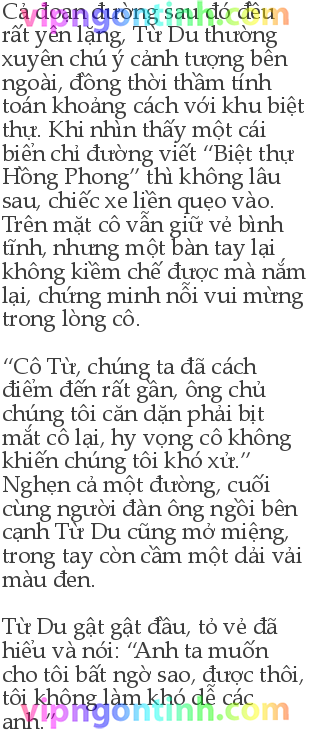 Cả đoạn đường sau đó đều
vipngontinh.com
rất yên lặng, Từ Du thường
xuyên chú ý cảnh tượng bên
ngoài, đồng thời thầm tính
toán khoảng cách với khu biệt
thự. Khi nhìn thấy một cái
biển chỉ đường viết “Biệt thự
Hồng Phong” thì không lâu
sau, chiếc xe liền quẹo vào.
Trên mặt cô vẫn giữ vẻ bình
tĩnh, nhưng một bàn tay lại
không kiềm chế được mà nắm
lại, chứng minh nỗi vui mừng
trong lòng cô.
“Cô Từ, chúng ta đã cách
điểm đến rất gần, ông chủ
chúng tôi căn dặn phải bịt
mắt cô lại, hy vọng cô không
khiến chúng tôi khó xử.”
Nghẹn cả một đường, cuối
cùng người đàn ông ngồi bên
cạnh Từ Du cũng mở miệng,
trong tay còn cầm một dải vải
màu đen.
Từ Du gật gật đầu, tỏ vẻ đã
hiểu và nói: “Anh ta muốn
cho tôi bất ngờ sao, được thôi,
tôi không làm khó dễ các
vipngontinh.com
anh.”